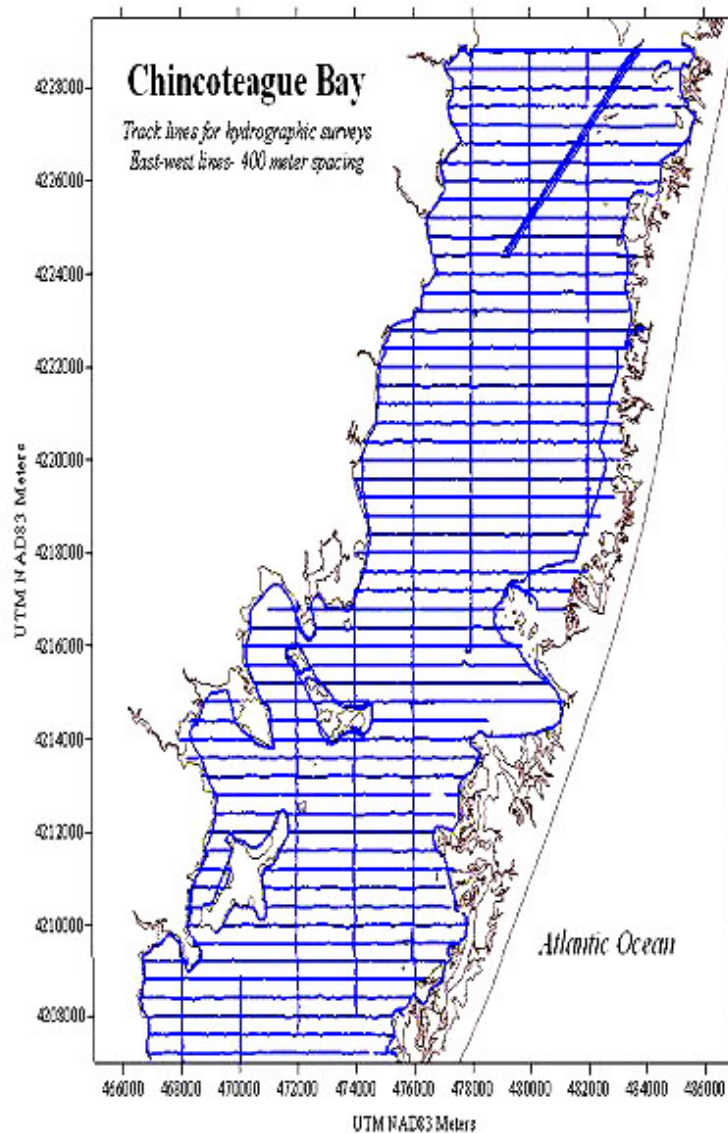 Chincoteague Bay
Track lines for hydrographic surveys
East-west lines- 400 meter spacing
4228000
4226000
4224000
4222000
4220000
4218000
4216000
4214000
4212000
4210000
4208000
UTM NAD83 Meters
Atlantic Ocean
466000 468000 470000 472000 474000 476000 478000 480000 482000 484000 486000
UTM NAD83 Meters